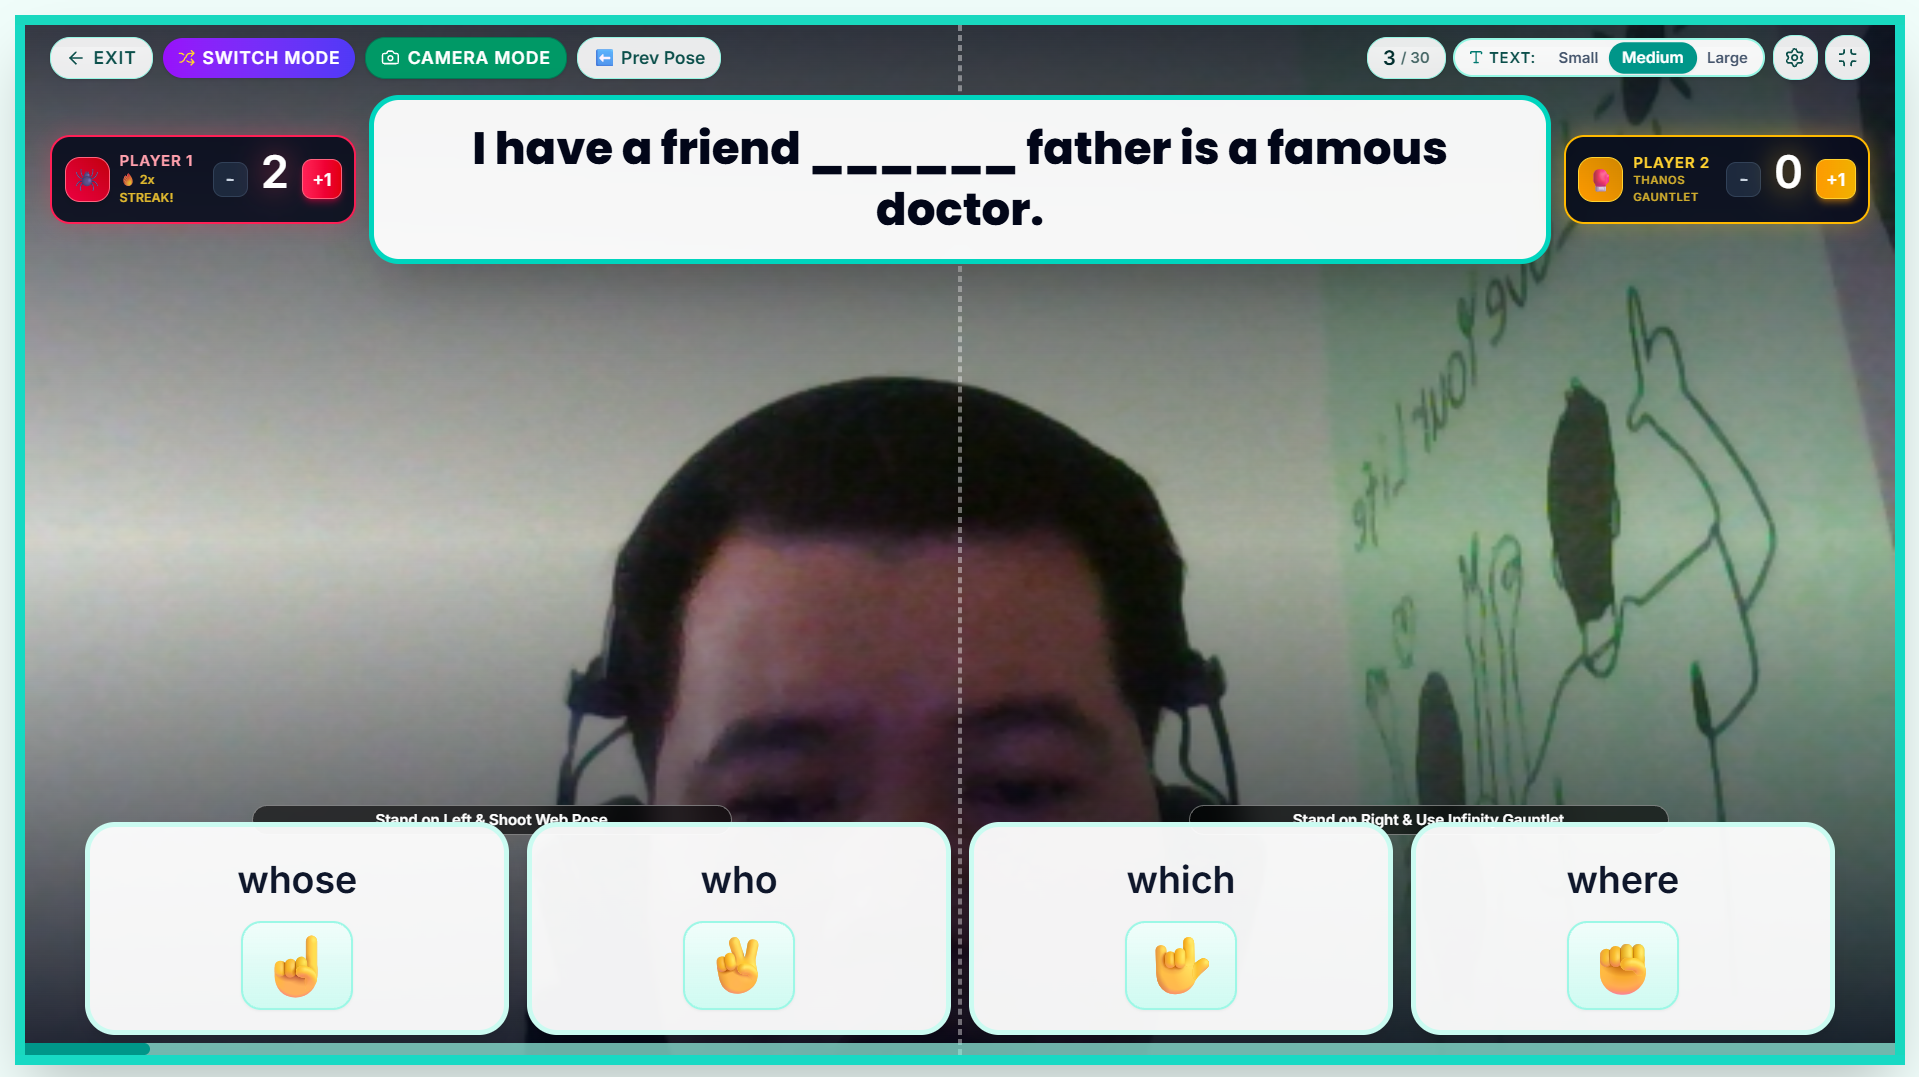 EXIT
SWITCH MODE
CAMERA MODE
Prev Pose
3 / 30
TEXT: Small Medium Large
PLAYER 1
2x
STREAK!
- 2 +1
I have a friend ______ father is a famous
doctor.
PLAYER 2
THANOS
GAUNTLET
- 0 +1
Stand on Left & Shoot Web Pose
Stand on Right & Use Infinity Gauntlet
whose
who
which
where